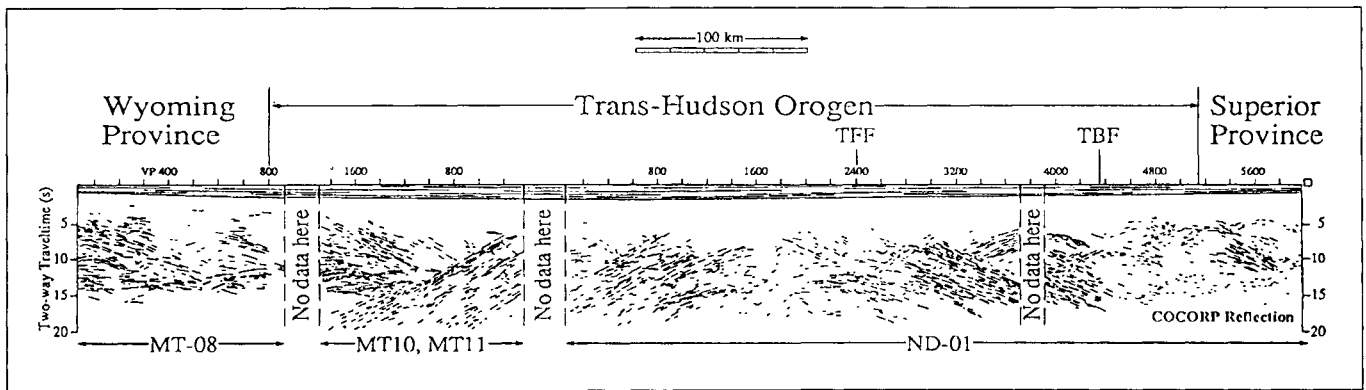 100 km
Wyoming
Province
Trans-Hudson Orogen
Superior
Province
TFF
TBF
VP 400
800
1600
800
800
1600
2400
3200
4000
4800
5600
0
Two-way Traveltime (s)
5
10
15
20
No data here
No data here
No data here
5
10
15
20
COCORP Reflection
MT-08
MT10, MT11
ND-01